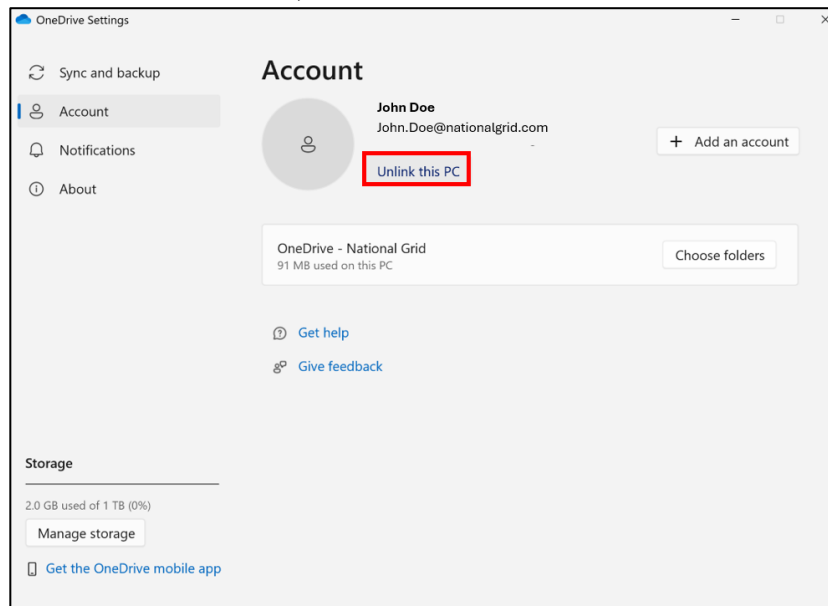 OneDrive Settings
Sync and backup
Account
Notifications
About
Account
John Doe
John.Doe@nationalgrid.com
Unlink this PC
+ Add an account
OneDrive - National Grid
91 MB used on this PC
Choose folders
Get help
Give feedback
Storage
2.0 GB used of 1 TB (0%)
Manage storage
Get the OneDrive mobile app